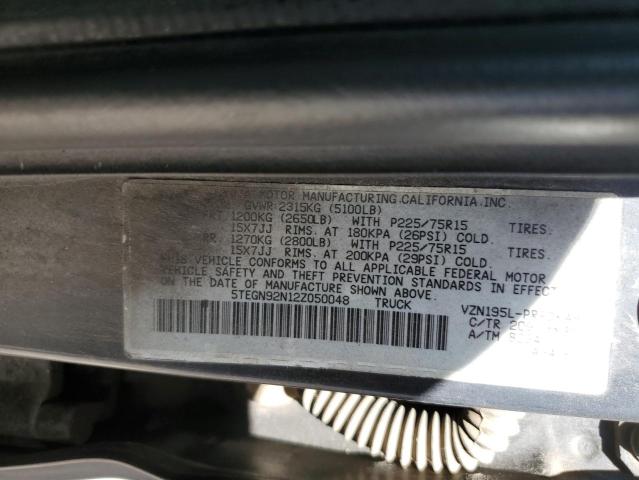 MOTOR MANUFACTURING CALIFORNIA INC.
GVWR 2315KG (5100LB)
1200KG (2650LB) WITH P225/75R15 TIRES.
15X7JJ RIMS. AT 180KPA (26PSI) COLD.
RR. 1270KG (2800LB) WITH P225/75R15 TIRES.
15X7JJ RIMS. AT 200KPA (29PSI) COLD.
THIS VEHICLE CONFORMS TO ALL APPLICABLE FEDERAL MOTOR
VEHICLE SAFETY AND THEFT PREVENTION STANDARDS IN EFFECT
ON THE DATE OF MANUFACTURE SHOWN ABOVE.
5TEGN92N12Z050048 TRUCK
VZN195L
C/TR
A/TM